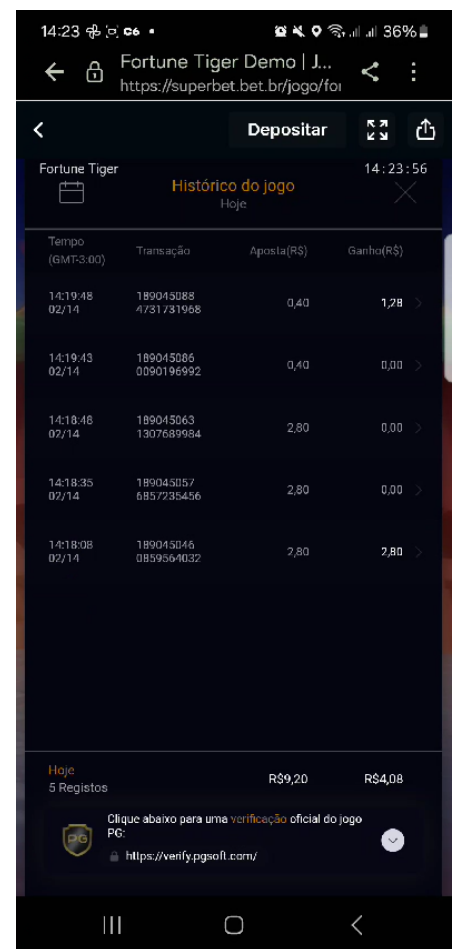 14:23 C6 • 36%
Fortune Tiger Demo | J...
https://superbet.bet.br/jogo/for
Depositar
Fortune Tiger 14:23:56
Histórico do jogo
Hoje
Tempo
(GMT-3:00) Transação Aposta(R$) Ganho(R$)
14:19:48 189045088
02/14 4731731968 0,40 1,28
14:19:43 189045086
02/14 0090196992 0,40 0,00
14:18:48 189045063
02/14 1307689984 2,80 0,00
14:18:35 189045057
02/14 6857235456 2,80 0,00
14:18:08 189045046
02/14 0859564032 2,80 2,80
Hoje
5 Registos R$9,20 R$4,08
Clique abaixo para uma verificação oficial do jogo
PG:
PG
https://verify.pgsoft.com/